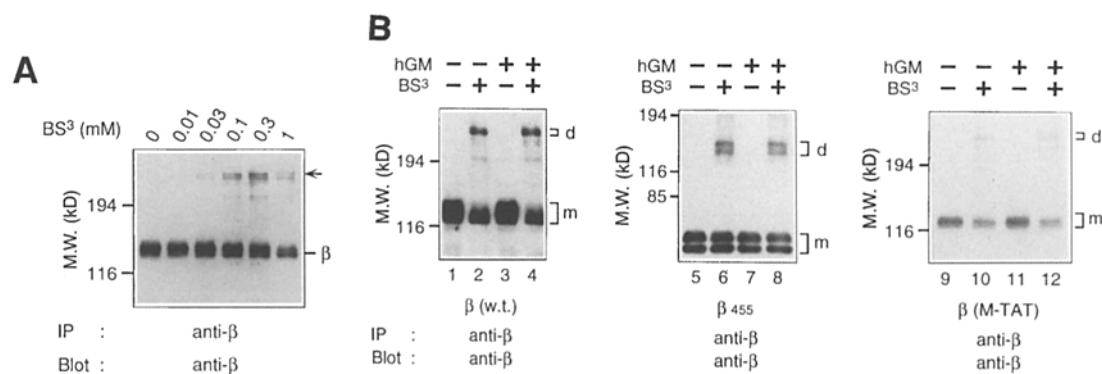 A
BS³ (mM)
0 0.01 0.03 0.1 0.3 1
M.W. (kD)
194
116
β
IP : anti-β
Blot : anti-β
B
hGM − − + +
BS³ − + − +
M.W. (kD)
194
116
d
m
1 2 3 4
β (w.t.)
IP : anti-β
Blot : anti-β
hGM − − + +
BS³ − + − +
M.W. (kD)
194
116
85
d
m
5 6 7 8
β 455
anti-β
anti-β
hGM − − + +
BS³ − + − +
M.W. (kD)
194
116
d
m
9 10 11 12
β (M-TAT)
anti-β
anti-β